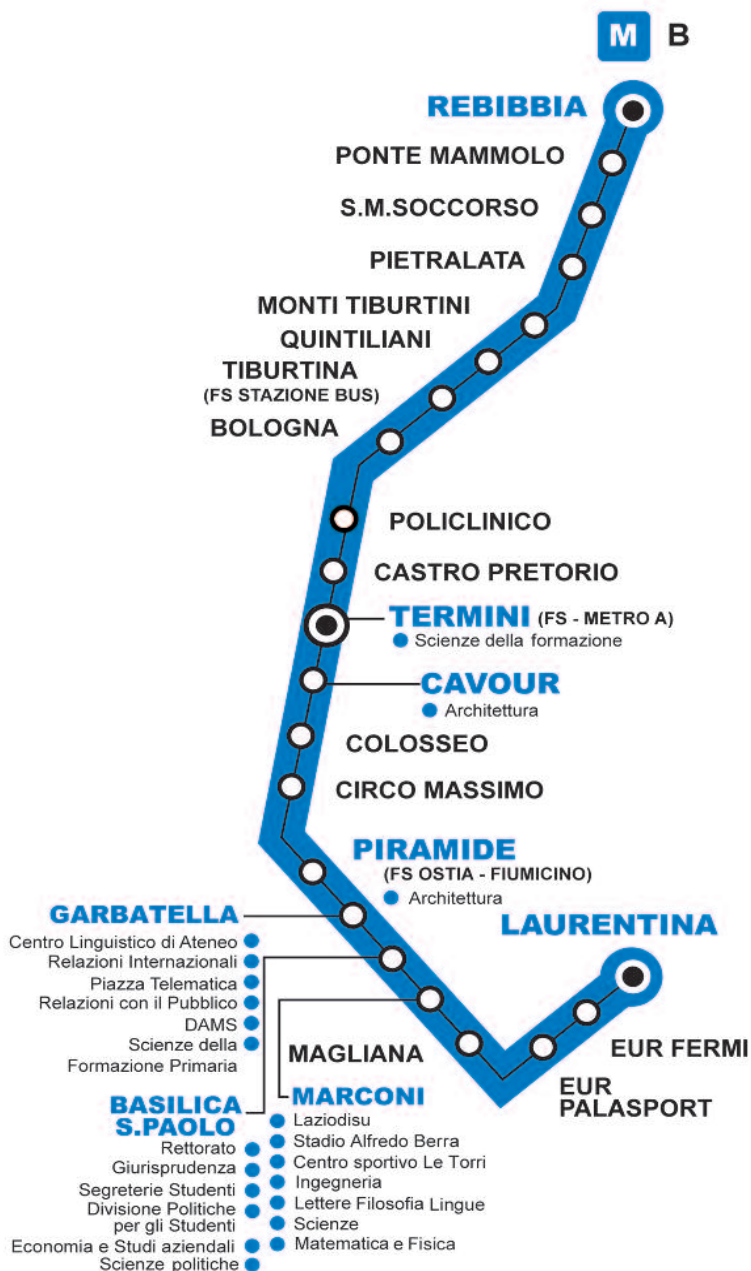 M B
REBIBBIA
PONTE MAMMOLO
S.M.SOCCORSO
PIETRALATA
MONTI TIBURTINI
QUINTILIANI
TIBURTINA
(FS STAZIONE BUS)
BOLOGNA
POLICLINICO
CASTRO PRETORIO
TERMINI (FS - METRO A)
Scienze della formazione
CAVOUR
Architettura
COLOSSEO
CIRCO MASSIMO
PIRAMIDE
(FS OSTIA - FIUMICINO)
Architettura
GARBATELLA
Centro Linguistico di Ateneo
Relazioni Internazionali
Piazza Telematica
Relazioni con il Pubblico
DAMS
Scienze della
Formazione Primaria
BASILICA
S.PAOLO
Rettorato
Giurisprudenza
Segreterie Studenti
Divisione Politiche
per gli Studenti
Economia e Studi aziendali
Scienze politiche
MARCONI
Laziodisu
Stadio Alfredo Berra
Centro sportivo Le Torri
Ingegneria
Lettere Filosofia Lingue
Scienze
Matematica e Fisica
MAGLIANA
EUR
PALASPORT
EUR FERMI
LAURENTINA